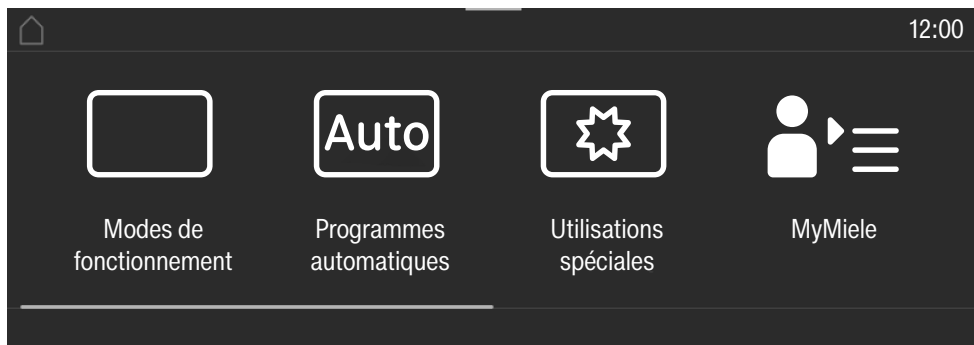 12:00
Auto
Modes de
fonctionnement
Programmes
automatiques
Utilisations
spéciales
MyMiele